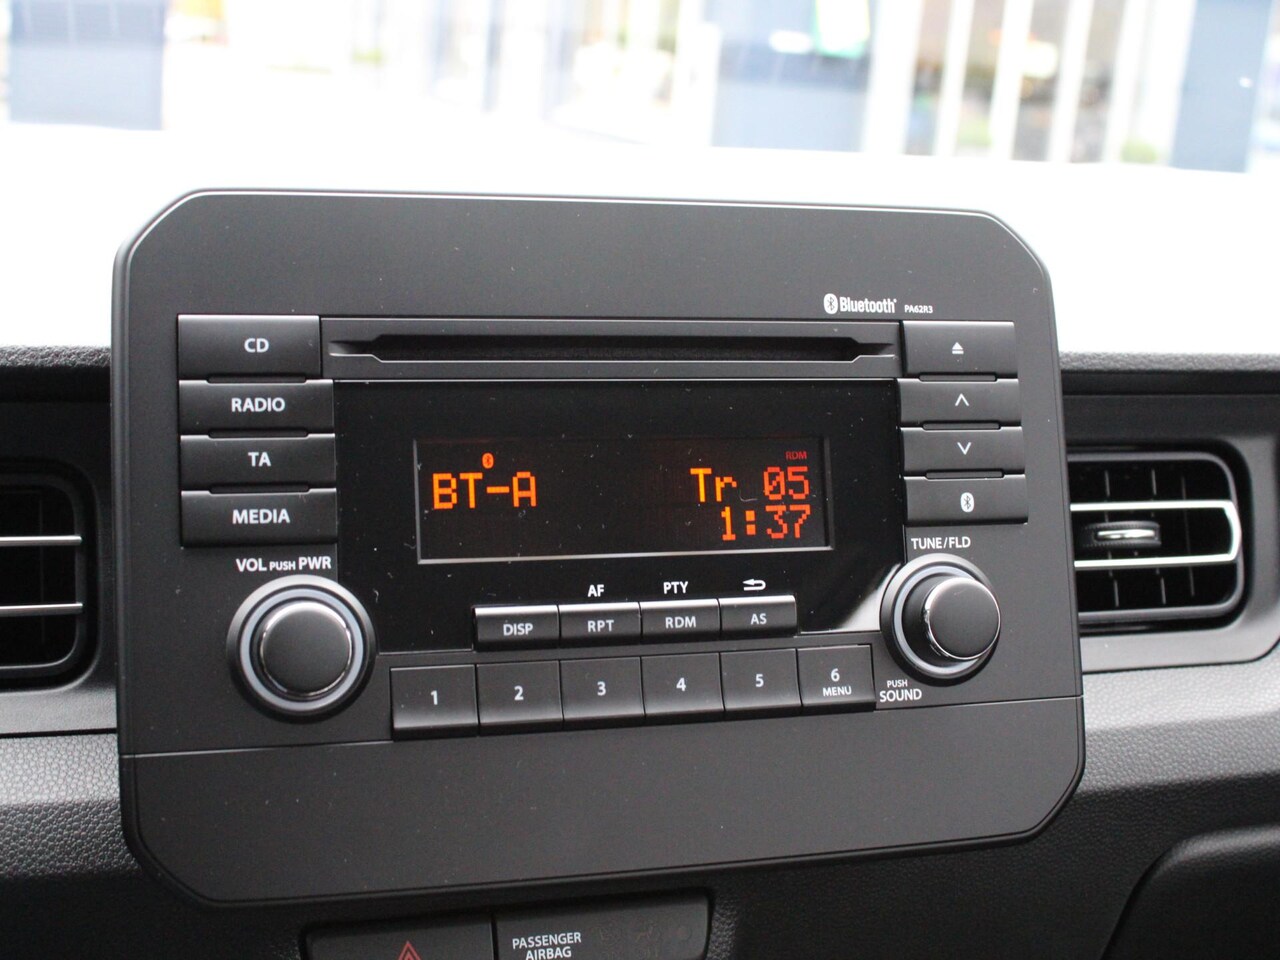 Bluetooth PA62R3
CD
RADIO
TA
MEDIA
RDM
BT-A Tr 05
1:37
VOL PUSH PWR
TUNE/FLD
AF PTY
DISP RPT RDM AS
1 2 3 4 5 6
MENU
PUSH
SOUND
PASSENGER
AIRBAG